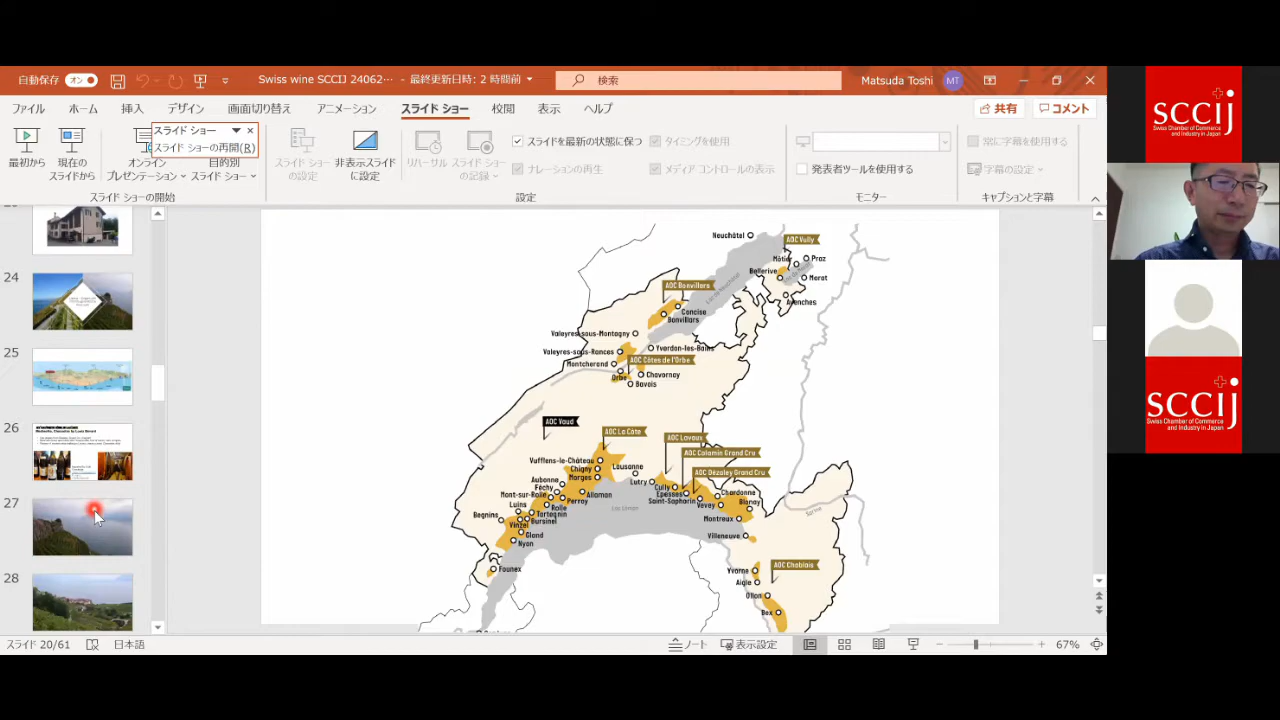 自動保存 オン
Swiss wine SCCIJ 24062… - 最終更新日時: 2 時間前
検索
Matsuda Toshi MT
ファイル ホーム 挿入 デザイン 画面切り替え アニメーション スライド ショー 校閲 表示 ヘルプ
共有 コメント
スライド ショー
スライド ショーの再開(R)
最初から
現在の
スライドから
オンライン
プレゼンテーション
目的別
スライド ショー
スライド ショー
の設定
非表示スライド
に設定
リハーサル
スライド ショー
の記録
スライドを最新の状態に保つ
ナレーションの再生
タイミングを使用
メディア コントロールの表示
発表者ツールを使用する
常に字幕を使用する
字幕の設定
スライド ショーの開始
設定
モニター
キャプションと字幕
24
25
26
27
28
Neuchâtel
AOC Vully
Môtier
Praz
Bellerive
Morat
Avenches
Lac de Neuchâtel
AOC Bonvillars
Concise
Bonvillars
Valeyres-sous-Montagny
Yverdon-les-Bains
Valeyres-sous-Rances
AOC Côtes de l'Orbe
Montcherand
Orbe
Chavornay
Bavois
AOC Vaud
AOC La Côte
AOC Lavaux
AOC Calamin Grand Cru
AOC Dézaley Grand Cru
Vufflens-le-Château
Chigny
Morges
Lausanne
Lutry
Cully
Epesses
Saint-Saphorin
Chardonne
Blonay
Vevey
Montreux
Villeneuve
Aubonne
Féchy
Mont-sur-Rolle
Allaman
Perroy
Rolle
Luins
Tartegnin
Begnins
Vinzel
Bursinel
Gland
Nyon
Founex
Lac Léman
Sarine
Yvorne
AOC Chablais
Aigle
Ollon
Bex
スライド 20/61
日本語
ノート
表示設定
67%
SCCIJ
Swiss Chamber of Commerce
and Industry in Japan
SCCIJ
Swiss Chamber of Commerce
and Industry in Japan